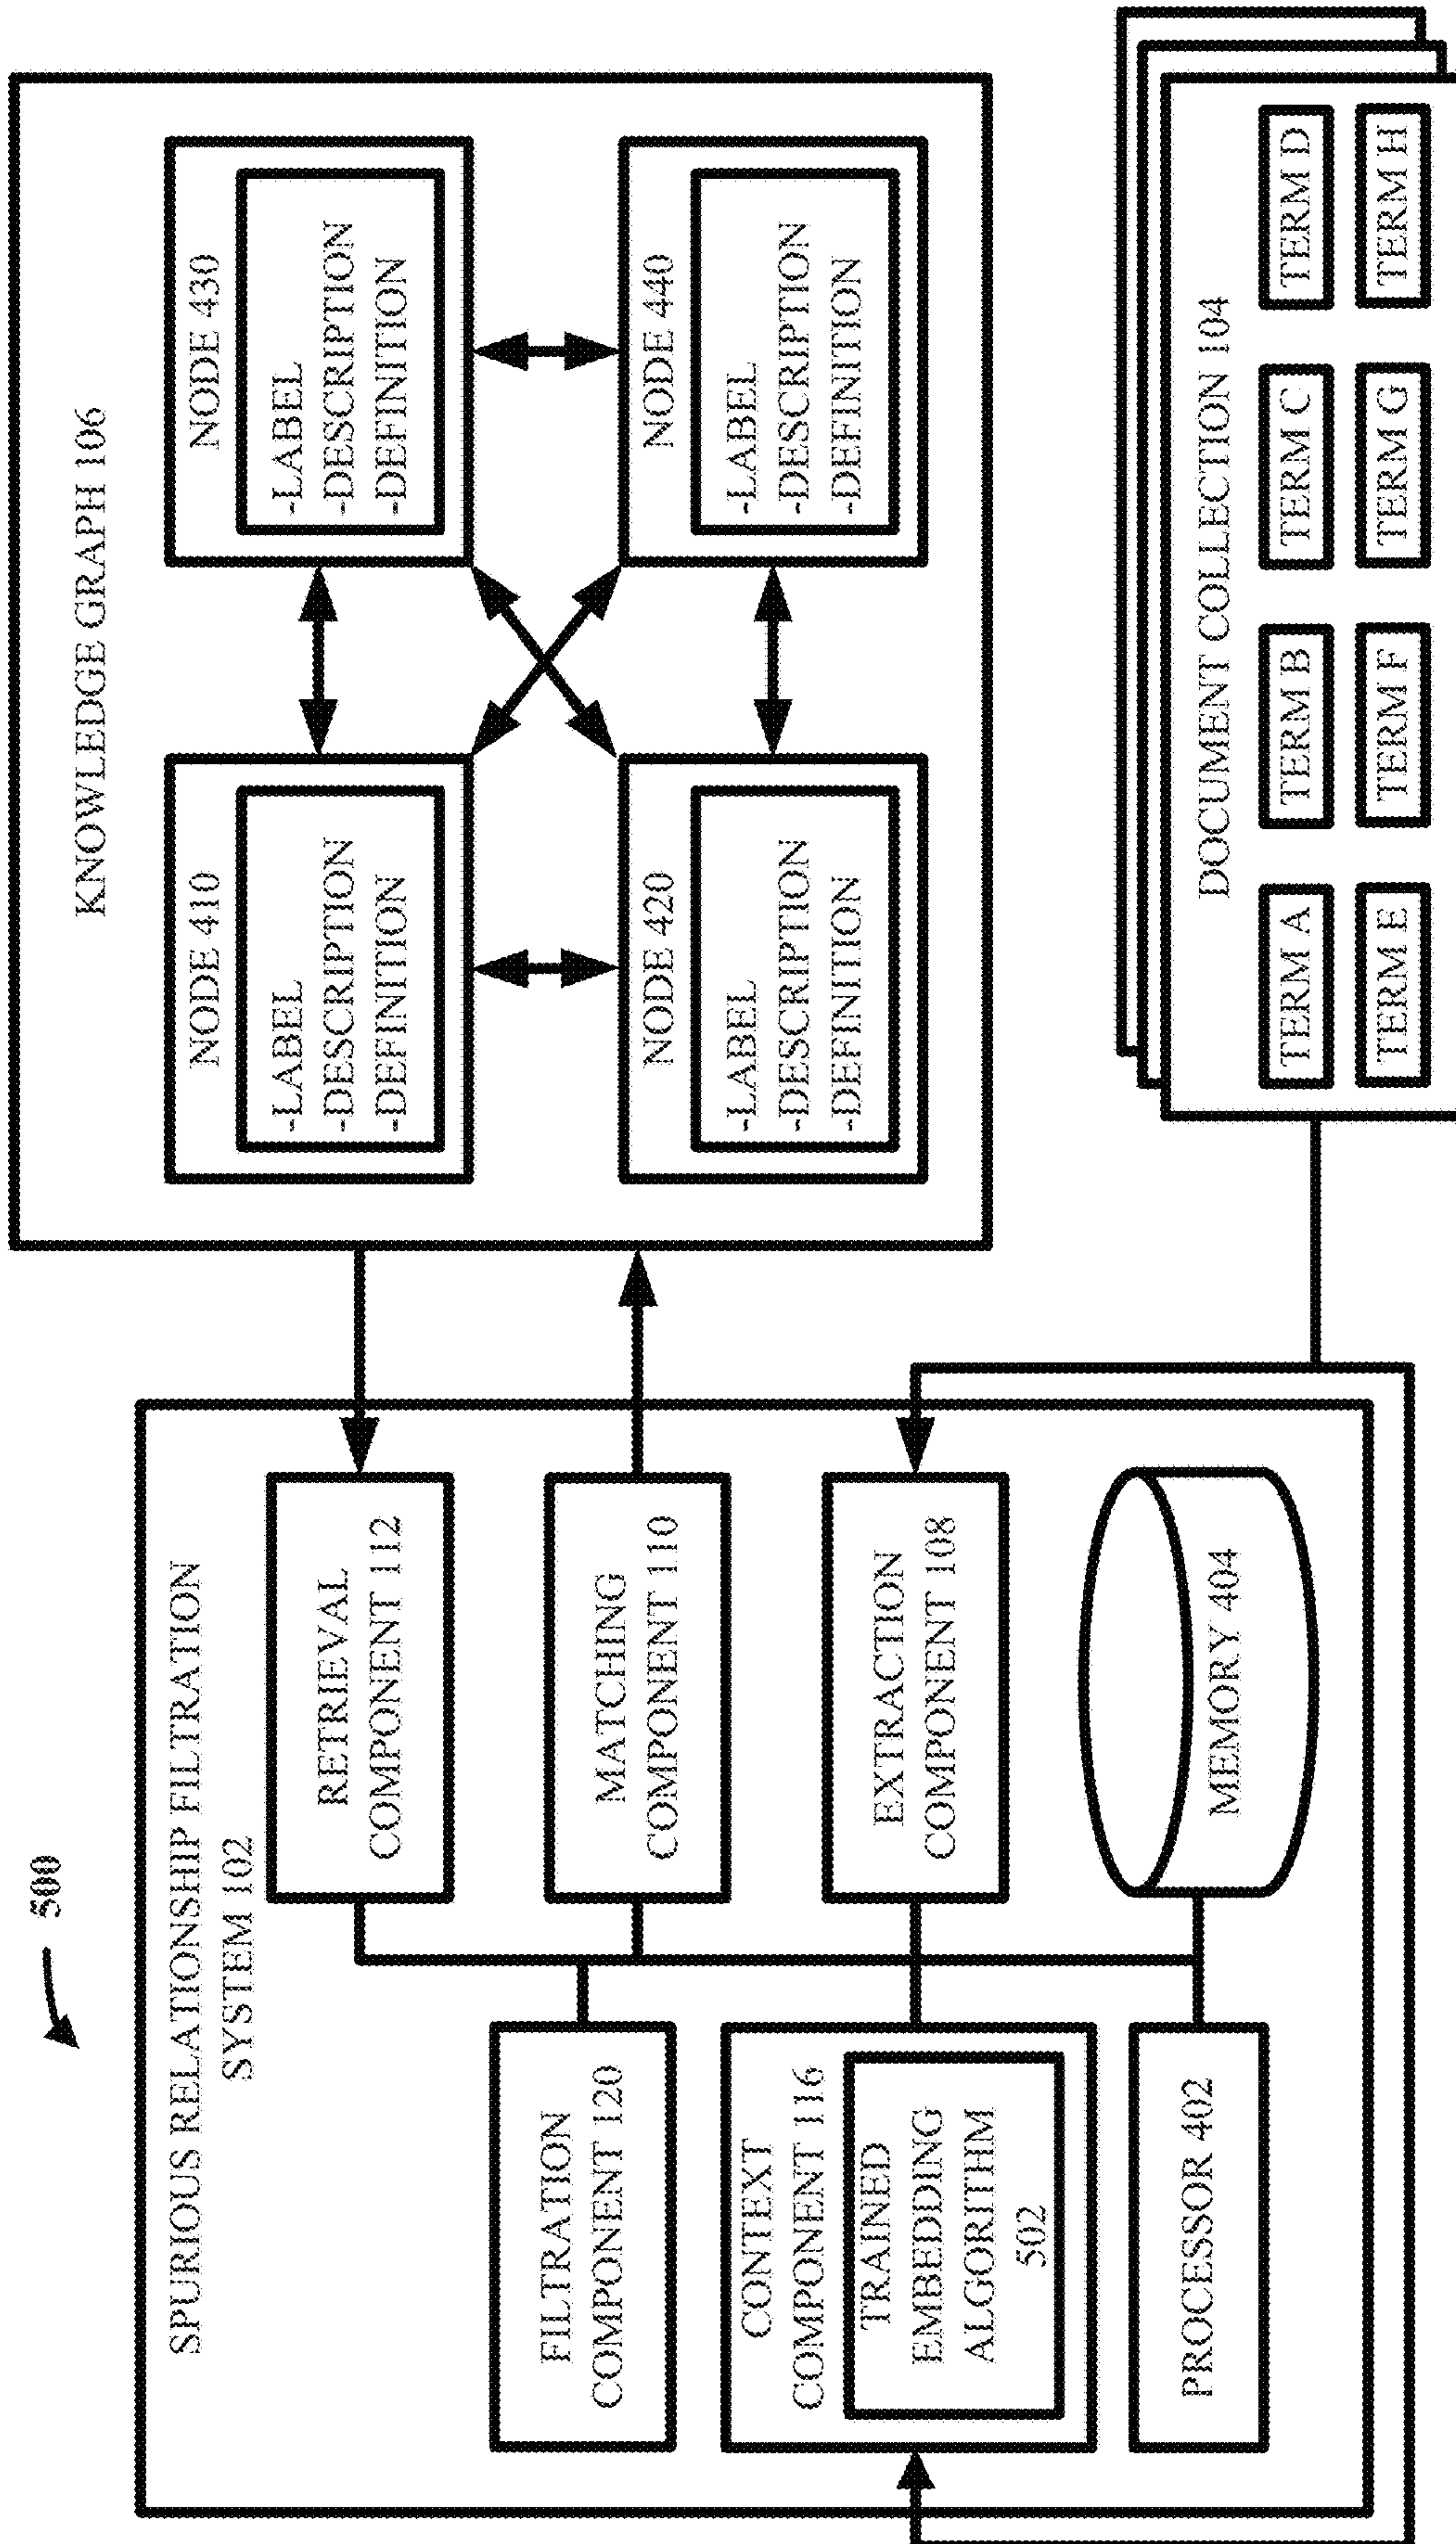 500
SPURIOUS RELATIONSHIP FILTRATION
SYSTEM 102
FILTRATION
COMPONENT 120
CONTEXT
COMPONENT 116
TRAINED
EMBEDDING
ALGORITHM
502
PROCESSOR 402
RETRIEVAL
COMPONENT 112
MATCHING
COMPONENT 110
EXTRACTION
COMPONENT 108
MEMORY 404
KNOWLEDGE GRAPH 106
NODE 410
-LABEL
-DESCRIPTION
-DEFINITION
NODE 430
-LABEL
-DESCRIPTION
-DEFINITION
NODE 420
-LABEL
-DESCRIPTION
-DEFINITION
NODE 440
-LABEL
-DESCRIPTION
-DEFINITION
DOCUMENT COLLECTION 104
TERM A
TERM B
TERM C
TERM D
TERM E
TERM F
TERM G
TERM H